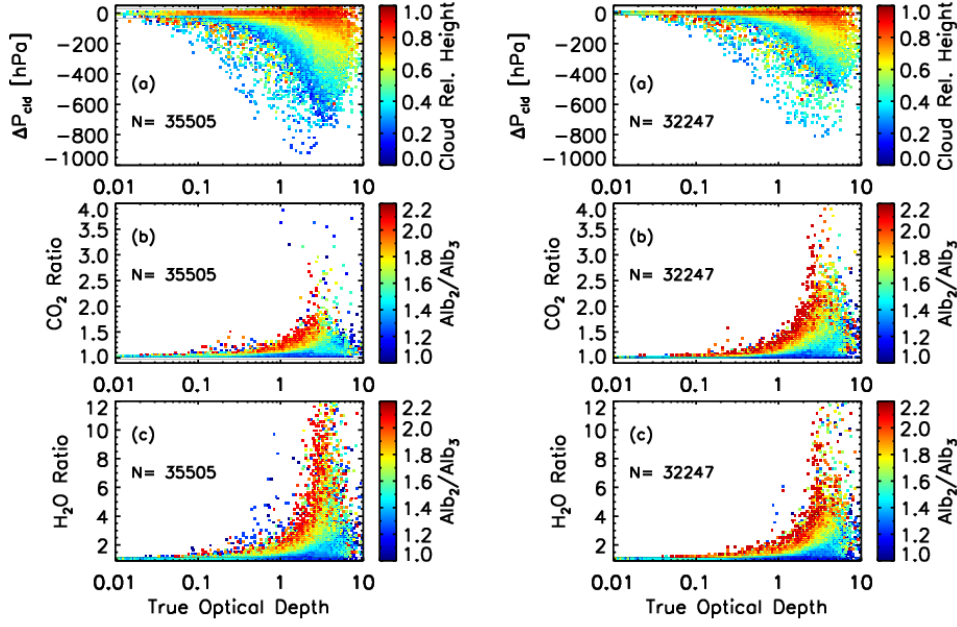 0
-200
-400
-600
-800
-1000
ΔP_cld [hPa]
(a)
N= 35505
0.01 0.1 1 10
1.0
0.8
0.6
0.4
0.2
0.0
Cloud Rel. Height
0
-200
-400
-600
-800
-1000
ΔP_cld [hPa]
(a)
N= 32247
0.01 0.1 1 10
1.0
0.8
0.6
0.4
0.2
0.0
Cloud Rel. Height
4.0
3.5
3.0
2.5
2.0
1.5
1.0
CO₂ Ratio
(b)
N= 35505
0.01 0.1 1 10
2.2
2.0
1.8
1.6
1.4
1.2
1.0
Alb₂/Alb₃
4.0
3.5
3.0
2.5
2.0
1.5
1.0
CO₂ Ratio
(b)
N= 32247
0.01 0.1 1 10
2.2
2.0
1.8
1.6
1.4
1.2
1.0
Alb₂/Alb₃
12
10
8
6
4
2
H₂O Ratio
(c)
N= 35505
0.01 0.1 1 10
True Optical Depth
2.2
2.0
1.8
1.6
1.4
1.2
1.0
Alb₂/Alb₃
12
10
8
6
4
2
H₂O Ratio
(c)
N= 32247
0.01 0.1 1 10
True Optical Depth
2.2
2.0
1.8
1.6
1.4
1.2
1.0
Alb₂/Alb₃